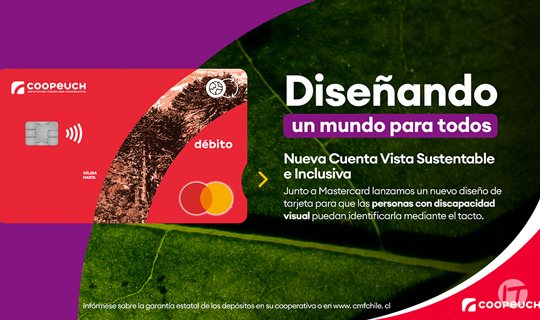 COOPEUCH
débito
VÁLIDA
HASTA
Diseñando
un mundo para todos
Nueva Cuenta Vista Sustentable
e Inclusiva
Junto a Mastercard lanzamos un nuevo diseño de
tarjeta para que las personas con discapacidad
visual puedan identificarla mediante el tacto.
Infórmese sobre la garantía estatal de los depósitos en su cooperativa o en www. cmfchile. cl
COOPEUCH